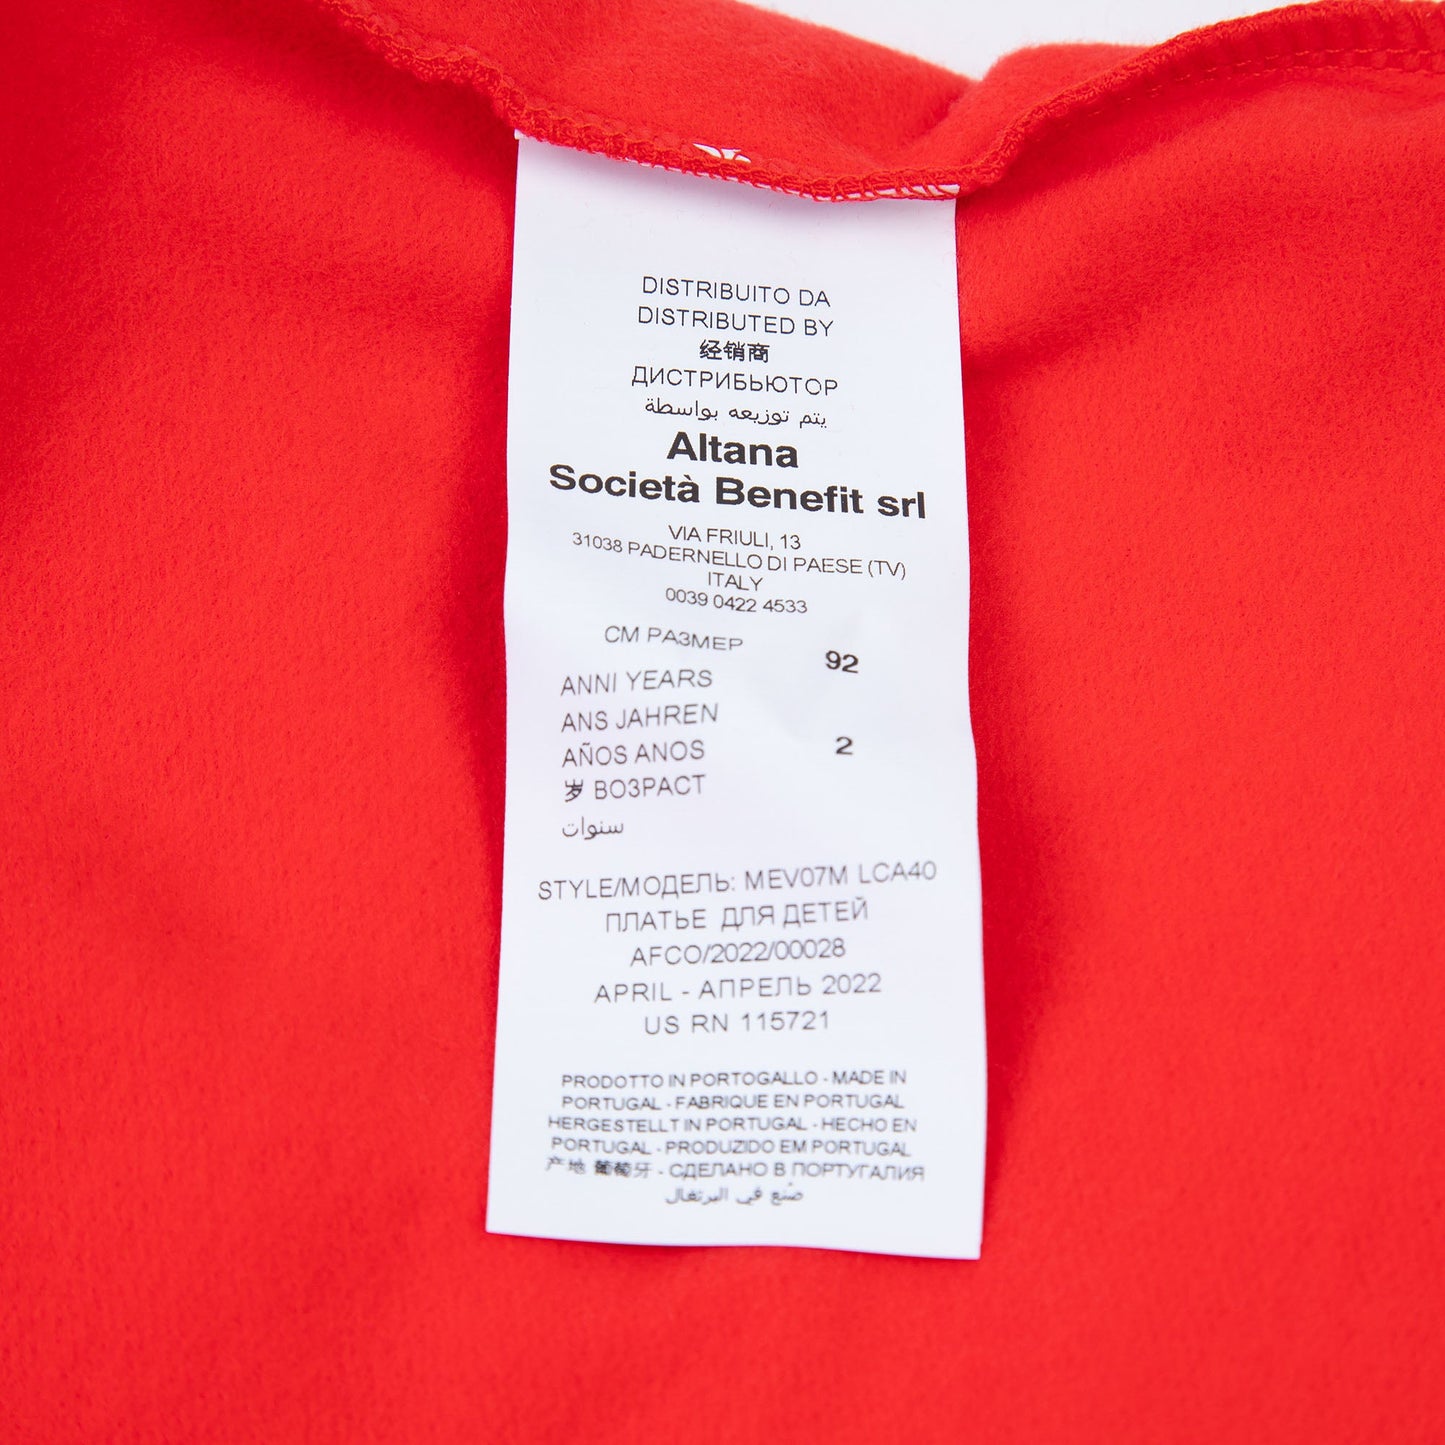 DISTRIBUITO DA
DISTRIBUTED BY
经销商
ДИСТРИБЬЮТОР
يتم توزيعه بواسطة
Altana
Società Benefit srl
VIA FRIULI, 13
31038 PADERNELLO DI PAESE (TV)
ITALY
0039 0422 4533
СМ РАЗМЕР 92
ANNI YEARS
ANS JAHREN
AÑOS ANOS 2
岁 ВОЗРАСТ
سنوات
STYLE/МОДЕЛЬ: MEV07M LCA40
ПЛАТЬЕ ДЛЯ ДЕТЕЙ
AFCO/2022/00028
APRIL - АПРЕЛЬ 2022
US RN 115721
PRODOTTO IN PORTOGALLO - MADE IN
PORTUGAL - FABRIQUE EN PORTUGAL
HERGESTELLT IN PORTUGAL - HECHO EN
PORTUGAL - PRODUZIDO EM PORTUGAL
产地 葡萄牙 - СДЕЛАНО В ПОРТУГАЛИЯ
صُنع في البرتغال